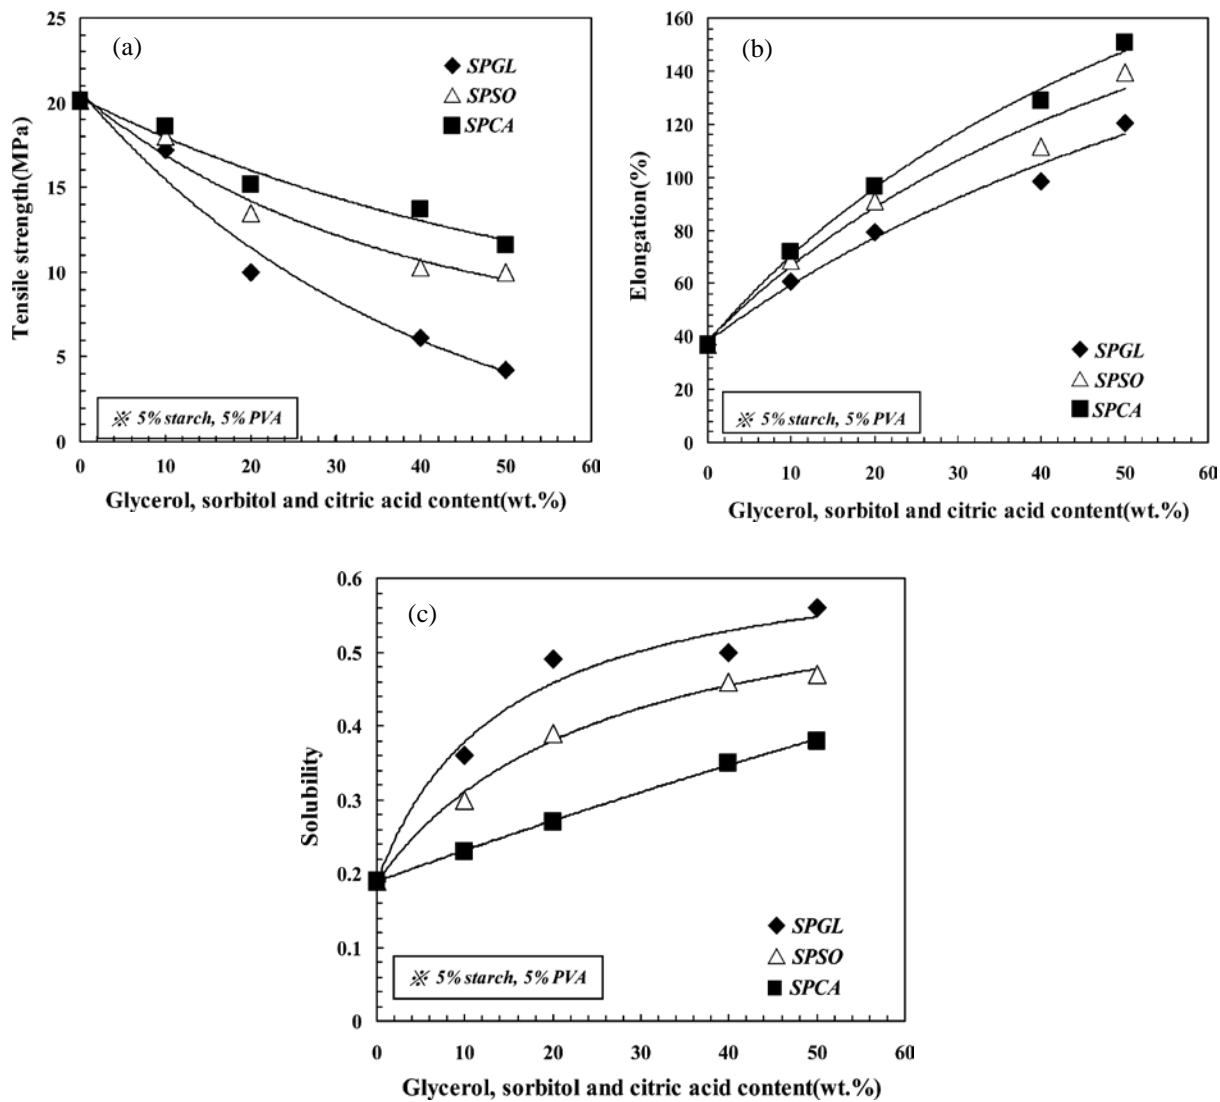 (a)
SPGL
SPSO
SPCA
Tensile strength(MPa)
25
20
15
10
5
0
※ 5% starch, 5% PVA
0 10 20 30 40 50 60
Glycerol, sorbitol and citric acid content(wt.%)
(b)
Elongation(%)
160
140
120
100
80
60
40
20
0
SPGL
SPSO
SPCA
※ 5% starch, 5% PVA
0 10 20 30 40 50 60
Glycerol, sorbitol and citric acid content(wt.%)
(c)
Solubility
0.6
0.5
0.4
0.3
0.2
0.1
0
SPGL
SPSO
SPCA
※ 5% starch, 5% PVA
0 10 20 30 40 50 60
Glycerol, sorbitol and citric acid content(wt.%)